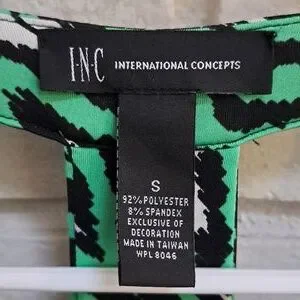 I·N·C INTERNATIONAL CONCEPTS
S
92% POLYESTER
8% SPANDEX
EXCLUSIVE OF
DECORATION
MADE IN TAIWAN
WPL 8046